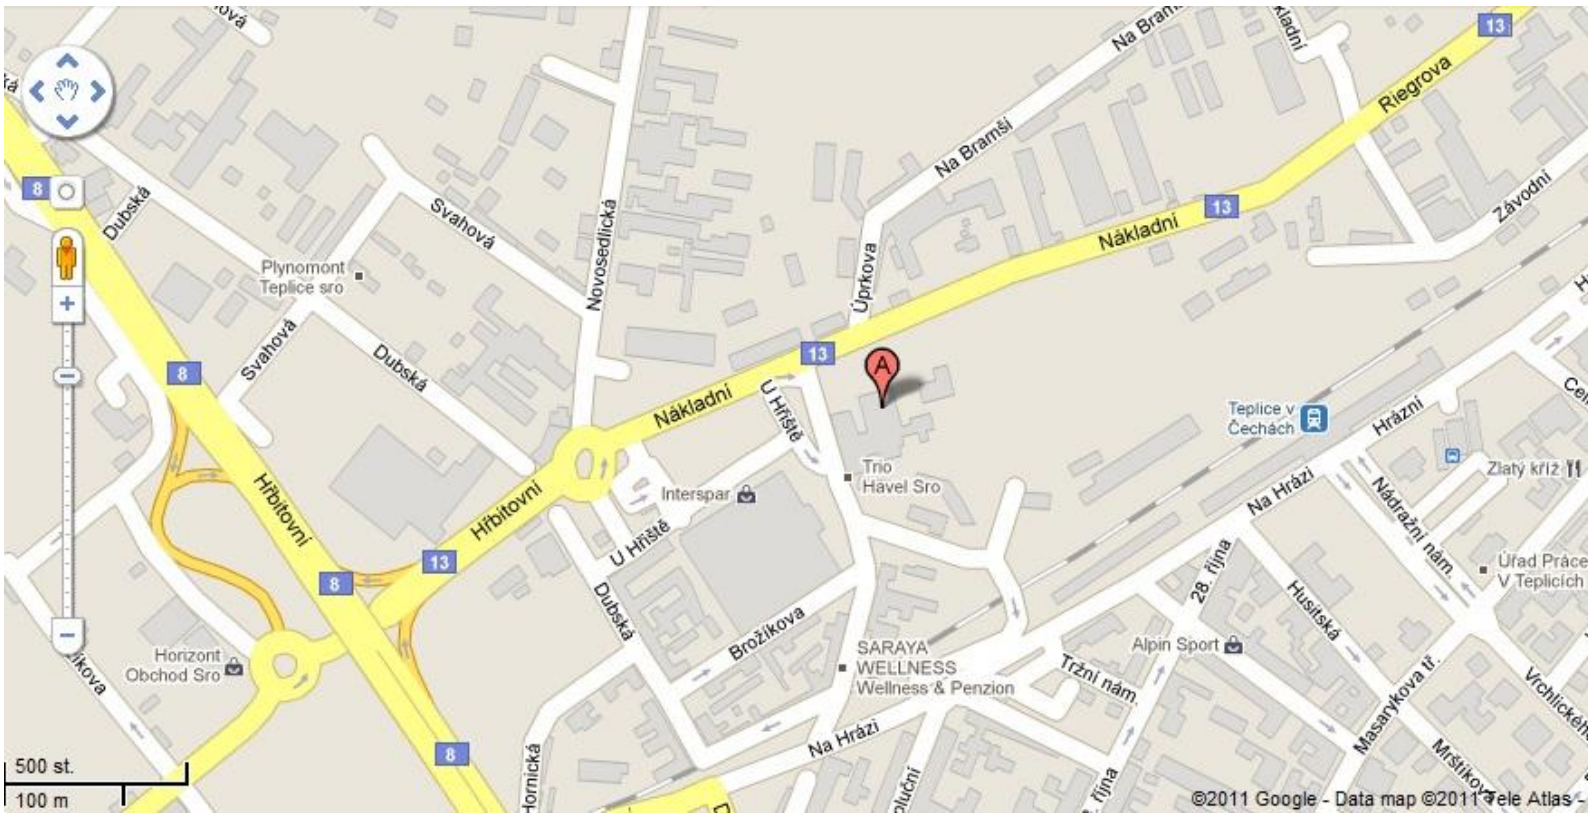 13
Na Bramši
Riegrova
Na Bramši
8
Dubská
Svahová
Novosedlická
Závodní
13
Nákladní
Plynomont
Teplice sro
Úprkova
Svahová
Dubská
13
8
A
Nákladní
U Hřiště
Teplice v
Čechách
Hrázní
Trio
Havel Sro
Zlatý kříž
Interspar
Na Hrázi
Nádražní nám.
Hřbitovní
Hřbitovní
U Hřiště
13
8
28. října
Úřad Práce
V Teplicích
Husitská
Dubská
Brožíkova
SARAYA
WELLNESS
Wellness & Penzion
Alpin Sport
Tržní nám.
Horizont
Obchod Sro
Masarykova tř.
Vrchlického
Na Hrázi
8
Hornická
Mrštíkova
října
500 st.
100 m
©2011 Google - Data map ©2011 Tele Atlas -